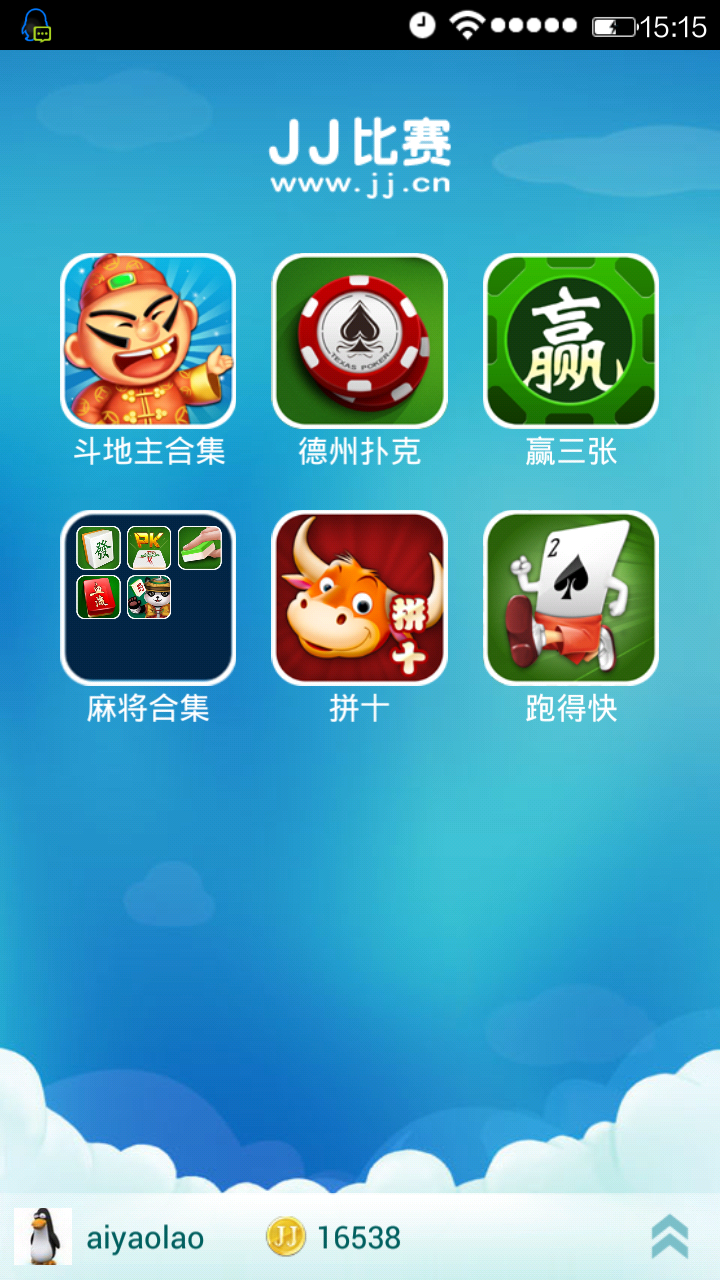 15:15
JJ比赛
www.jj.cn
TEXAS POKER
赢
斗地主合集
德州扑克
赢三张
發
PK
血流
拼十
2
麻将合集
拼十
跑得快
aiyaolao
JJ
16538